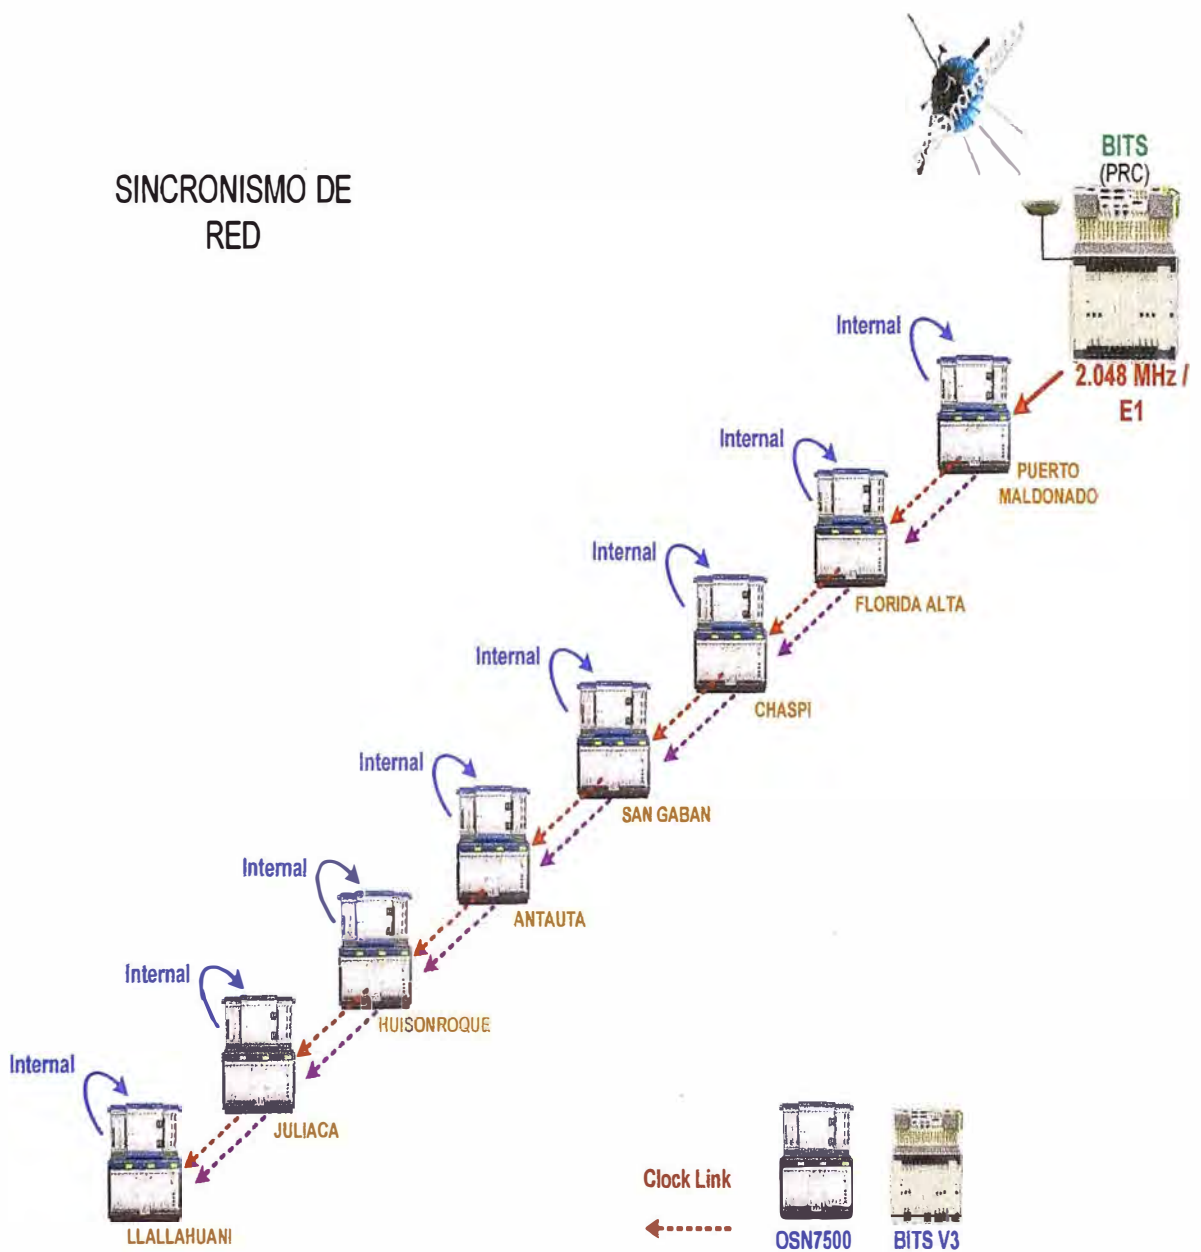 BITS
(PRC)
SINCRONISMO DE
RED
Internal
2.048 MHz /
E1
Internal
PUERTO
MALDONADO
Internal
FLORIDA ALTA
Internal
CHASPI
Internal
SAN GABAN
Internal
ANTAUTA
Internal
HUISONROQUE
Internal
JULIACA
Clock Link
LLALLAHUANI
OSN7500
BITS V3